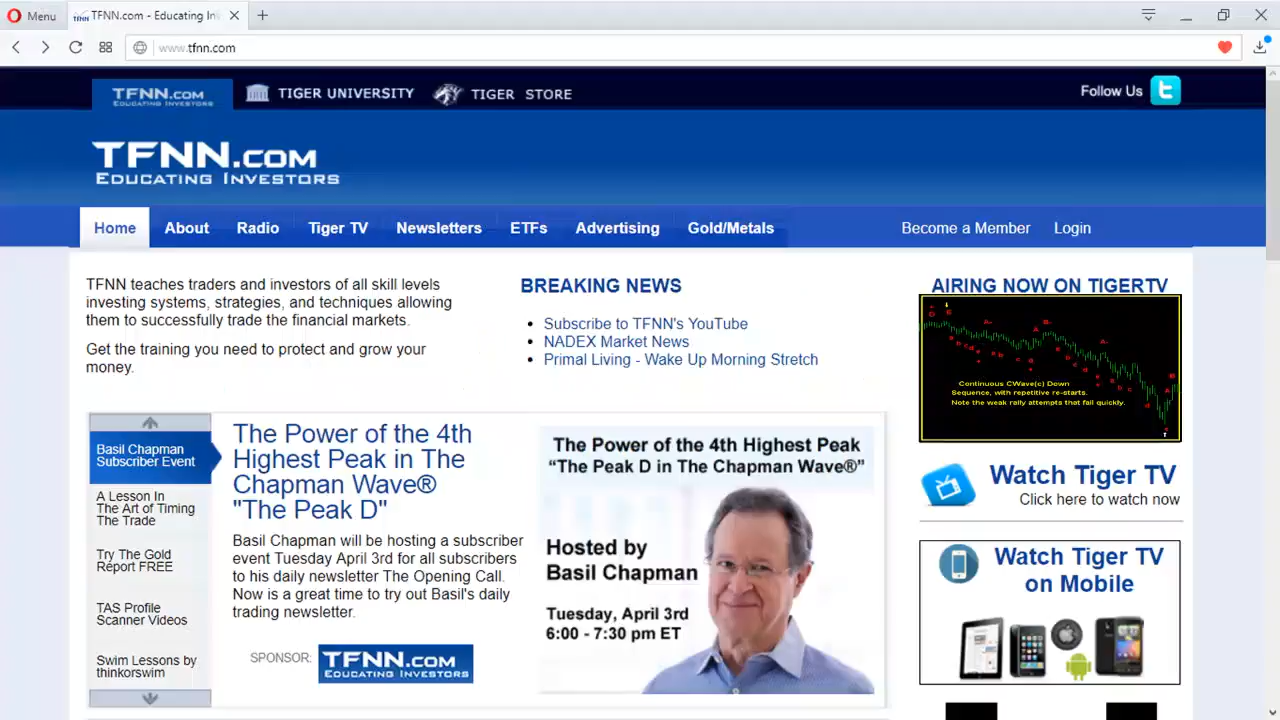 Menu
TFNN.com - Educating In
www.tfnn.com
TFNN.COM
EDUCATING INVESTORS
TIGER UNIVERSITY
TIGER STORE
Follow Us
TFNN.COM
EDUCATING INVESTORS
Home
About
Radio
Tiger TV
Newsletters
ETFs
Advertising
Gold/Metals
Become a Member
Login
TFNN teaches traders and investors of all skill levels
investing systems, strategies, and techniques allowing
them to successfully trade the financial markets.
Get the training you need to protect and grow your
money.
BREAKING NEWS
Subscribe to TFNN's YouTube
NADEX Market News
Primal Living - Wake Up Morning Stretch
AIRING NOW ON TIGERTV
Continuous CWave(c) Down
Sequence, with repetitive re-starts.
Note the weak rally attempts that fail quickly.
Basil Chapman
Subscriber Event
A Lesson In
The Art of Timing
The Trade
Try The Gold
Report FREE
TAS Profile
Scanner Videos
Swim Lessons by
thinkorswim
The Power of the 4th
Highest Peak in The
Chapman Wave®
"The Peak D"
Basil Chapman will be hosting a subscriber
event Tuesday April 3rd for all subscribers
to his daily newsletter The Opening Call.
Now is a great time to try out Basil's daily
trading newsletter.
SPONSOR:
TFNN.COM
EDUCATING INVESTORS
The Power of the 4th Highest Peak
“The Peak D in The Chapman Wave®”
Hosted by
Basil Chapman
Tuesday, April 3rd
6:00 - 7:30 pm ET
Watch Tiger TV
Click here to watch now
Watch Tiger TV
on Mobile